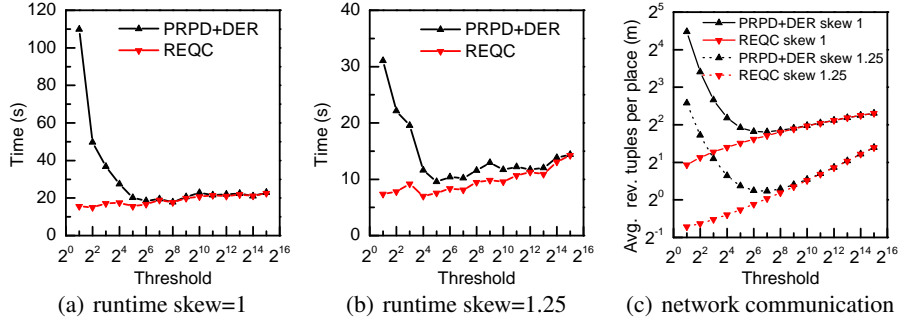 120
100
80
60
40
20
0
Time (s)
PRPD+DER
REQC
2^0 2^2 2^4 2^6 2^8 2^10 2^12 2^14 2^16
Threshold
(a) runtime skew=1
40
30
20
10
0
Time (s)
PRPD+DER
REQC
2^0 2^2 2^4 2^6 2^8 2^10 2^12 2^14 2^16
Threshold
(b) runtime skew=1.25
2^5
2^4
2^3
2^2
2^1
2^0
2^-1
Avg. rev. tuples per place (m)
PRPD+DER skew 1
REQC skew 1
PRPD+DER skew 1.25
REQC skew 1.25
2^0 2^2 2^4 2^6 2^8 2^10 2^12 2^14 2^16
Threshold
(c) network communication